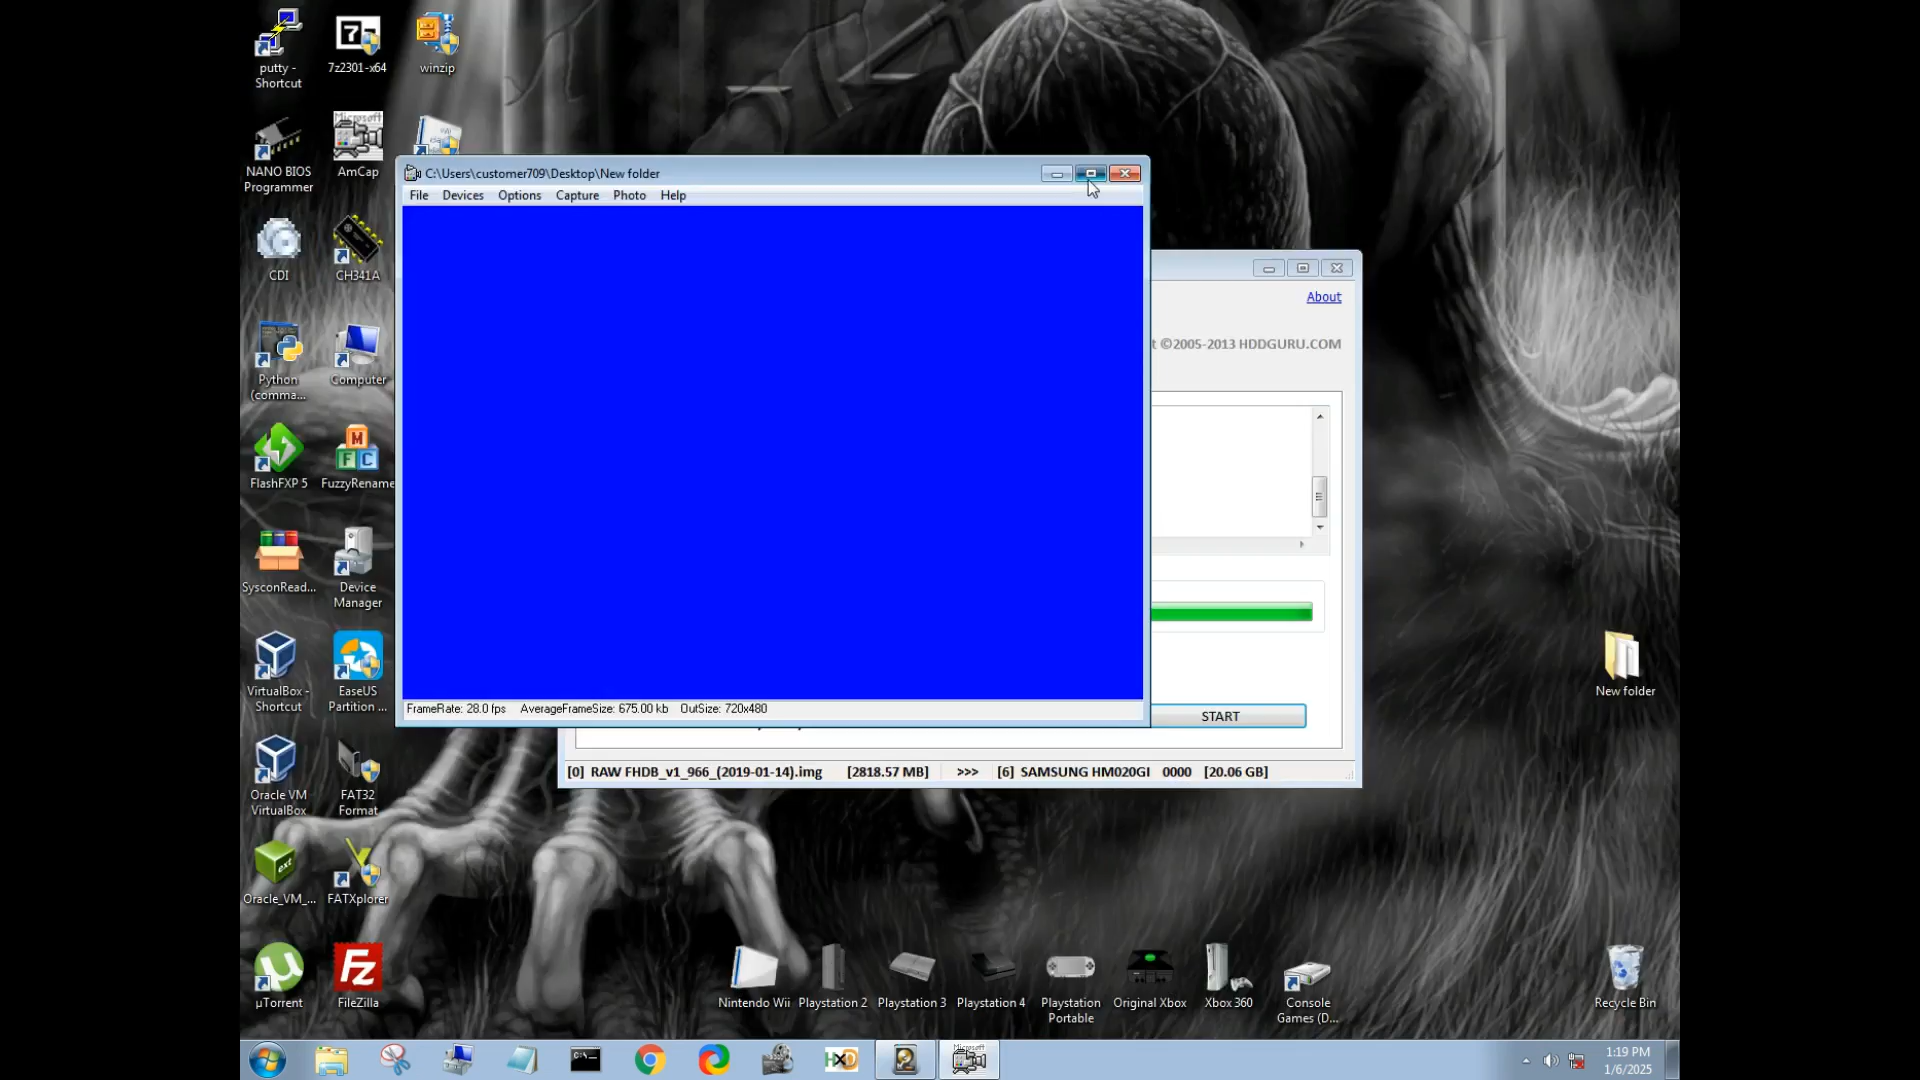 putty -
Shortcut
7z2301-x64
winzip
NANO BIOS
Programmer
Microsoft
AmCap
CDI
CH341A
Python
(comma...
Computer
FlashFXP 5
FuzzyRename
SysconRead...
Device
Manager
VirtualBox -
Shortcut
EaseUS
Partition ...
Oracle VM
VirtualBox
FAT32
Format
Oracle_VM_...
FATXplorer
µTorrent
FileZilla
C:\Users\customer709\Desktop\New folder
File Devices Options Capture Photo Help
FrameRate: 28.0 fps AverageFrameSize: 675.00 kb OutSize: 720x480
About
t ©2005-2013 HDDGURU.COM
START
[0] RAW FHDB_v1_966_(2019-01-14).img [2818.57 MB] >>> [6] SAMSUNG HM020GI 0000 [20.06 GB]
New folder
Nintendo Wii
Playstation 2
Playstation 3
Playstation 4
Playstation
Portable
Original Xbox
Xbox 360
Console
Games (D...
Recycle Bin
HxD
Microsoft
1:19 PM
1/6/2025